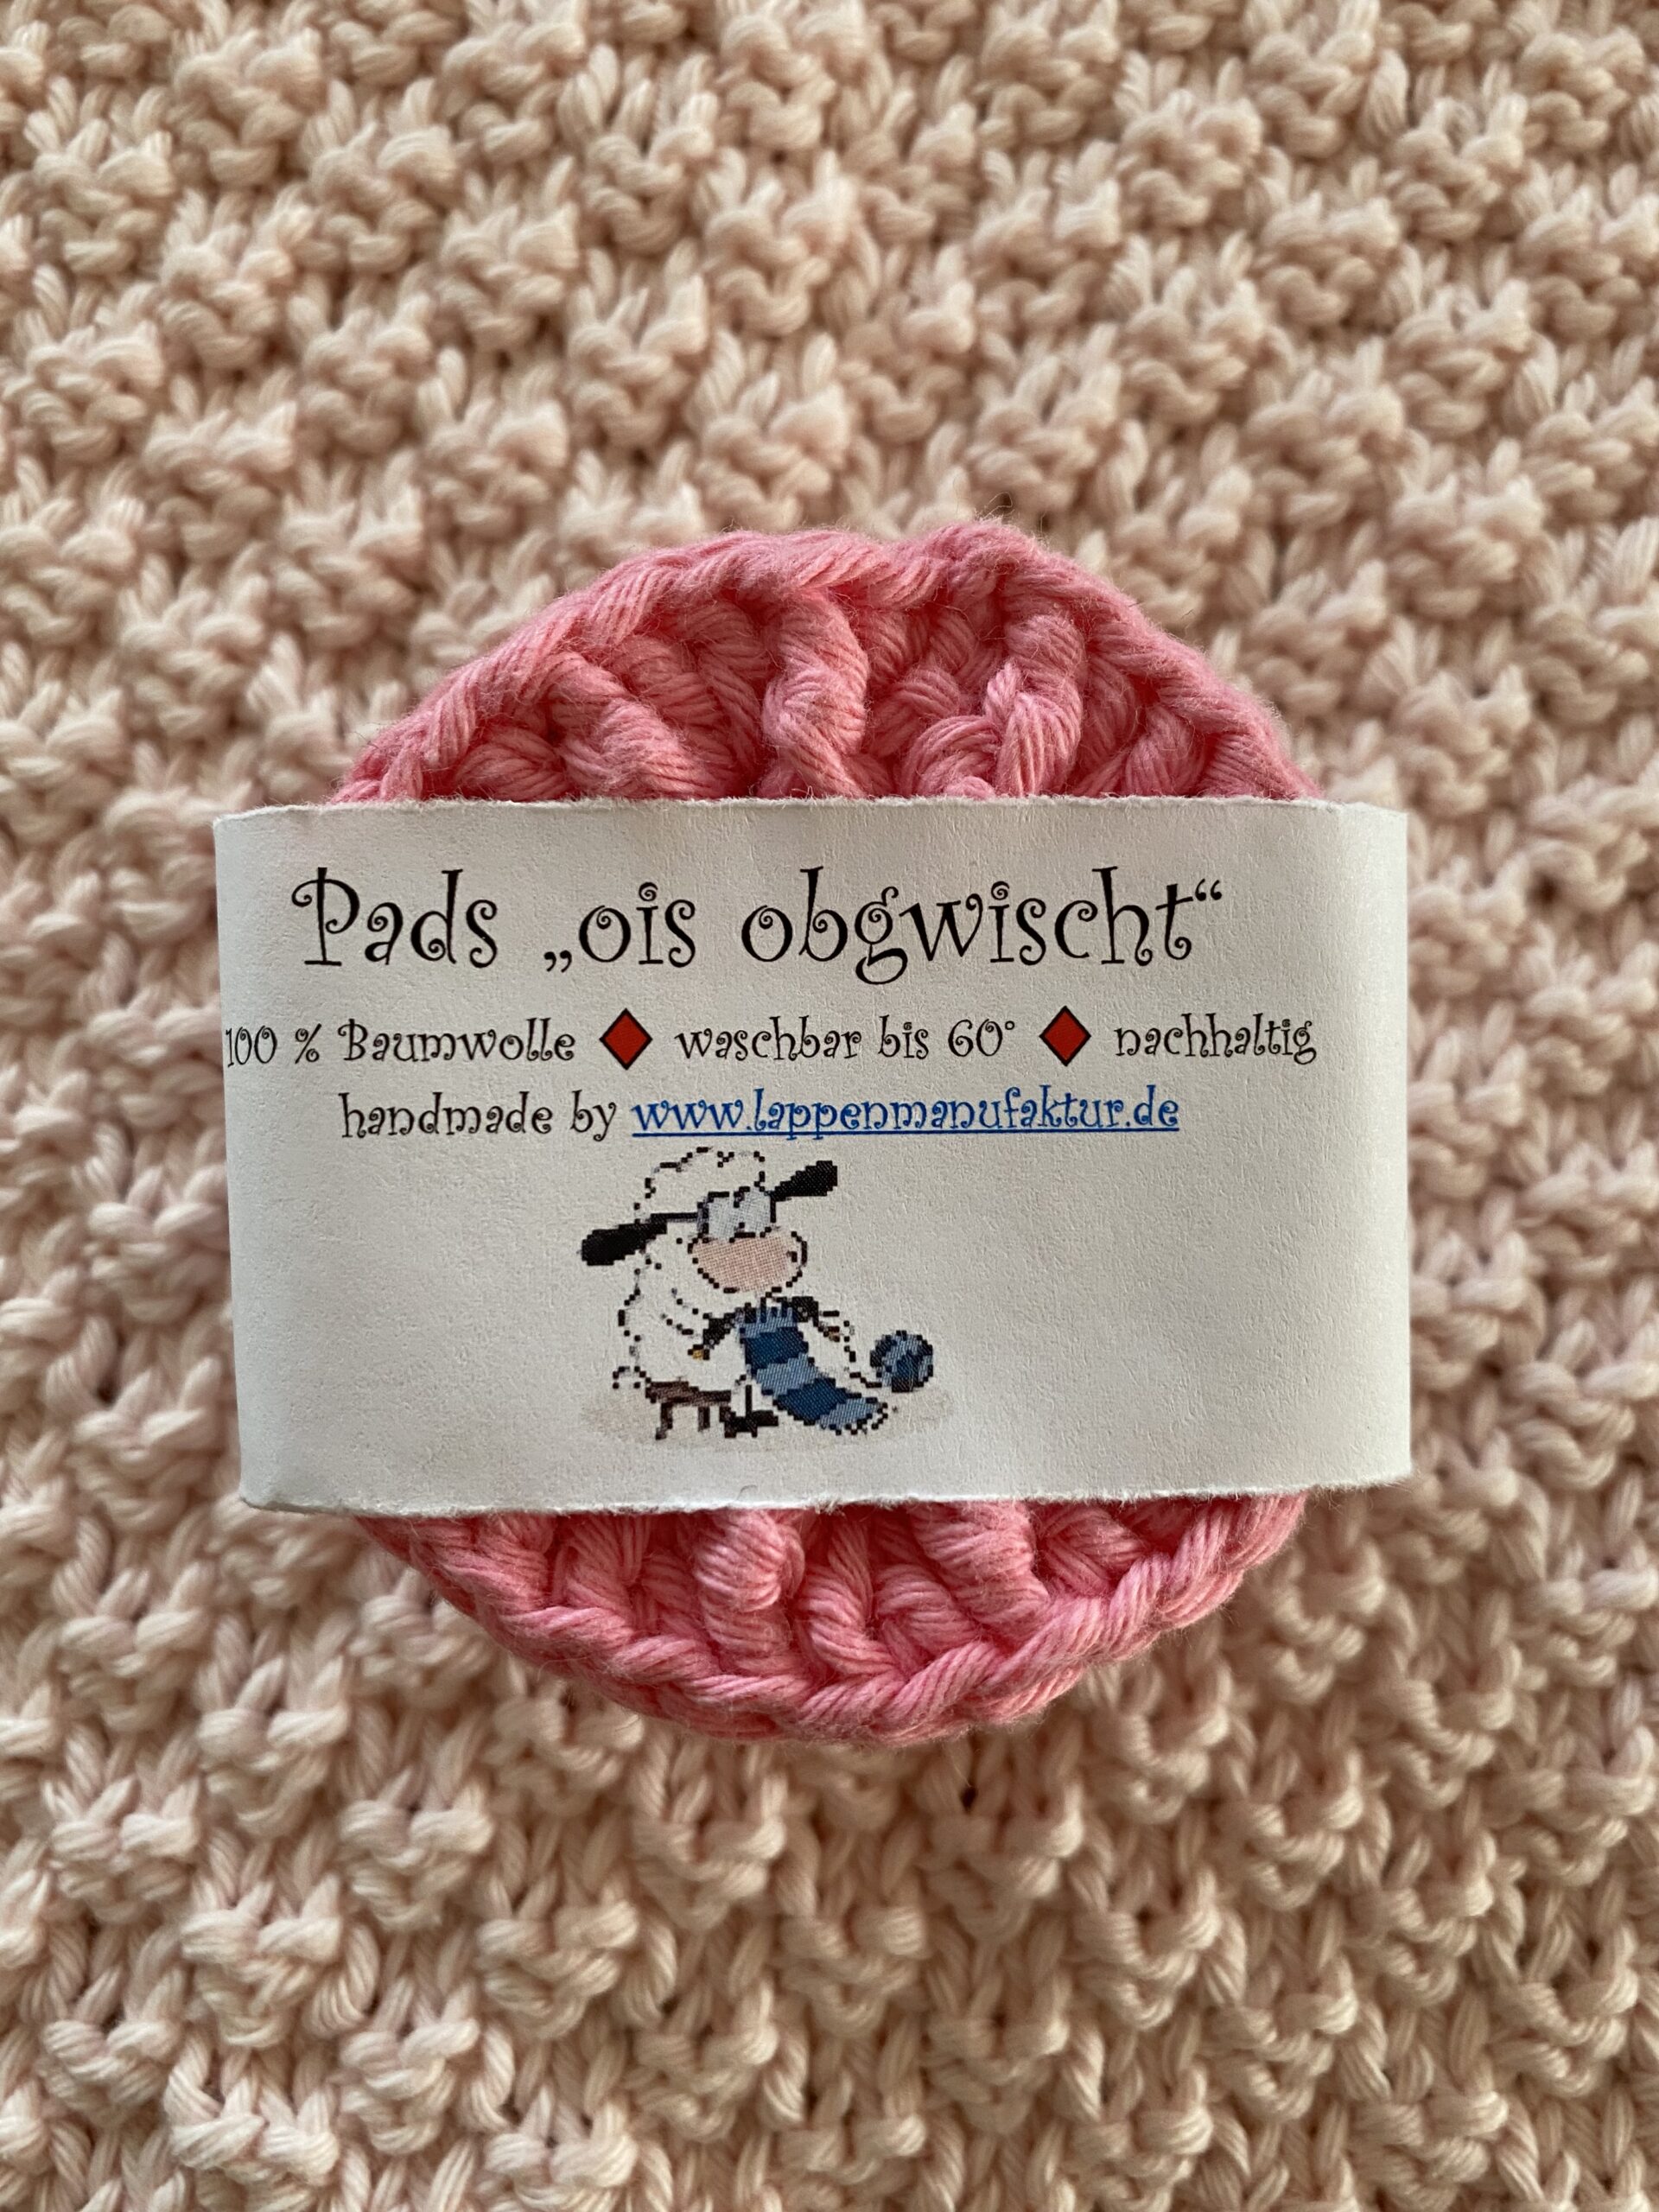 Pads „ois obgwischt“
100 % Baumwolle ♦ waschbar bis 60° ♦ nachhaltig
handmade by www.lappenmanufaktur.de